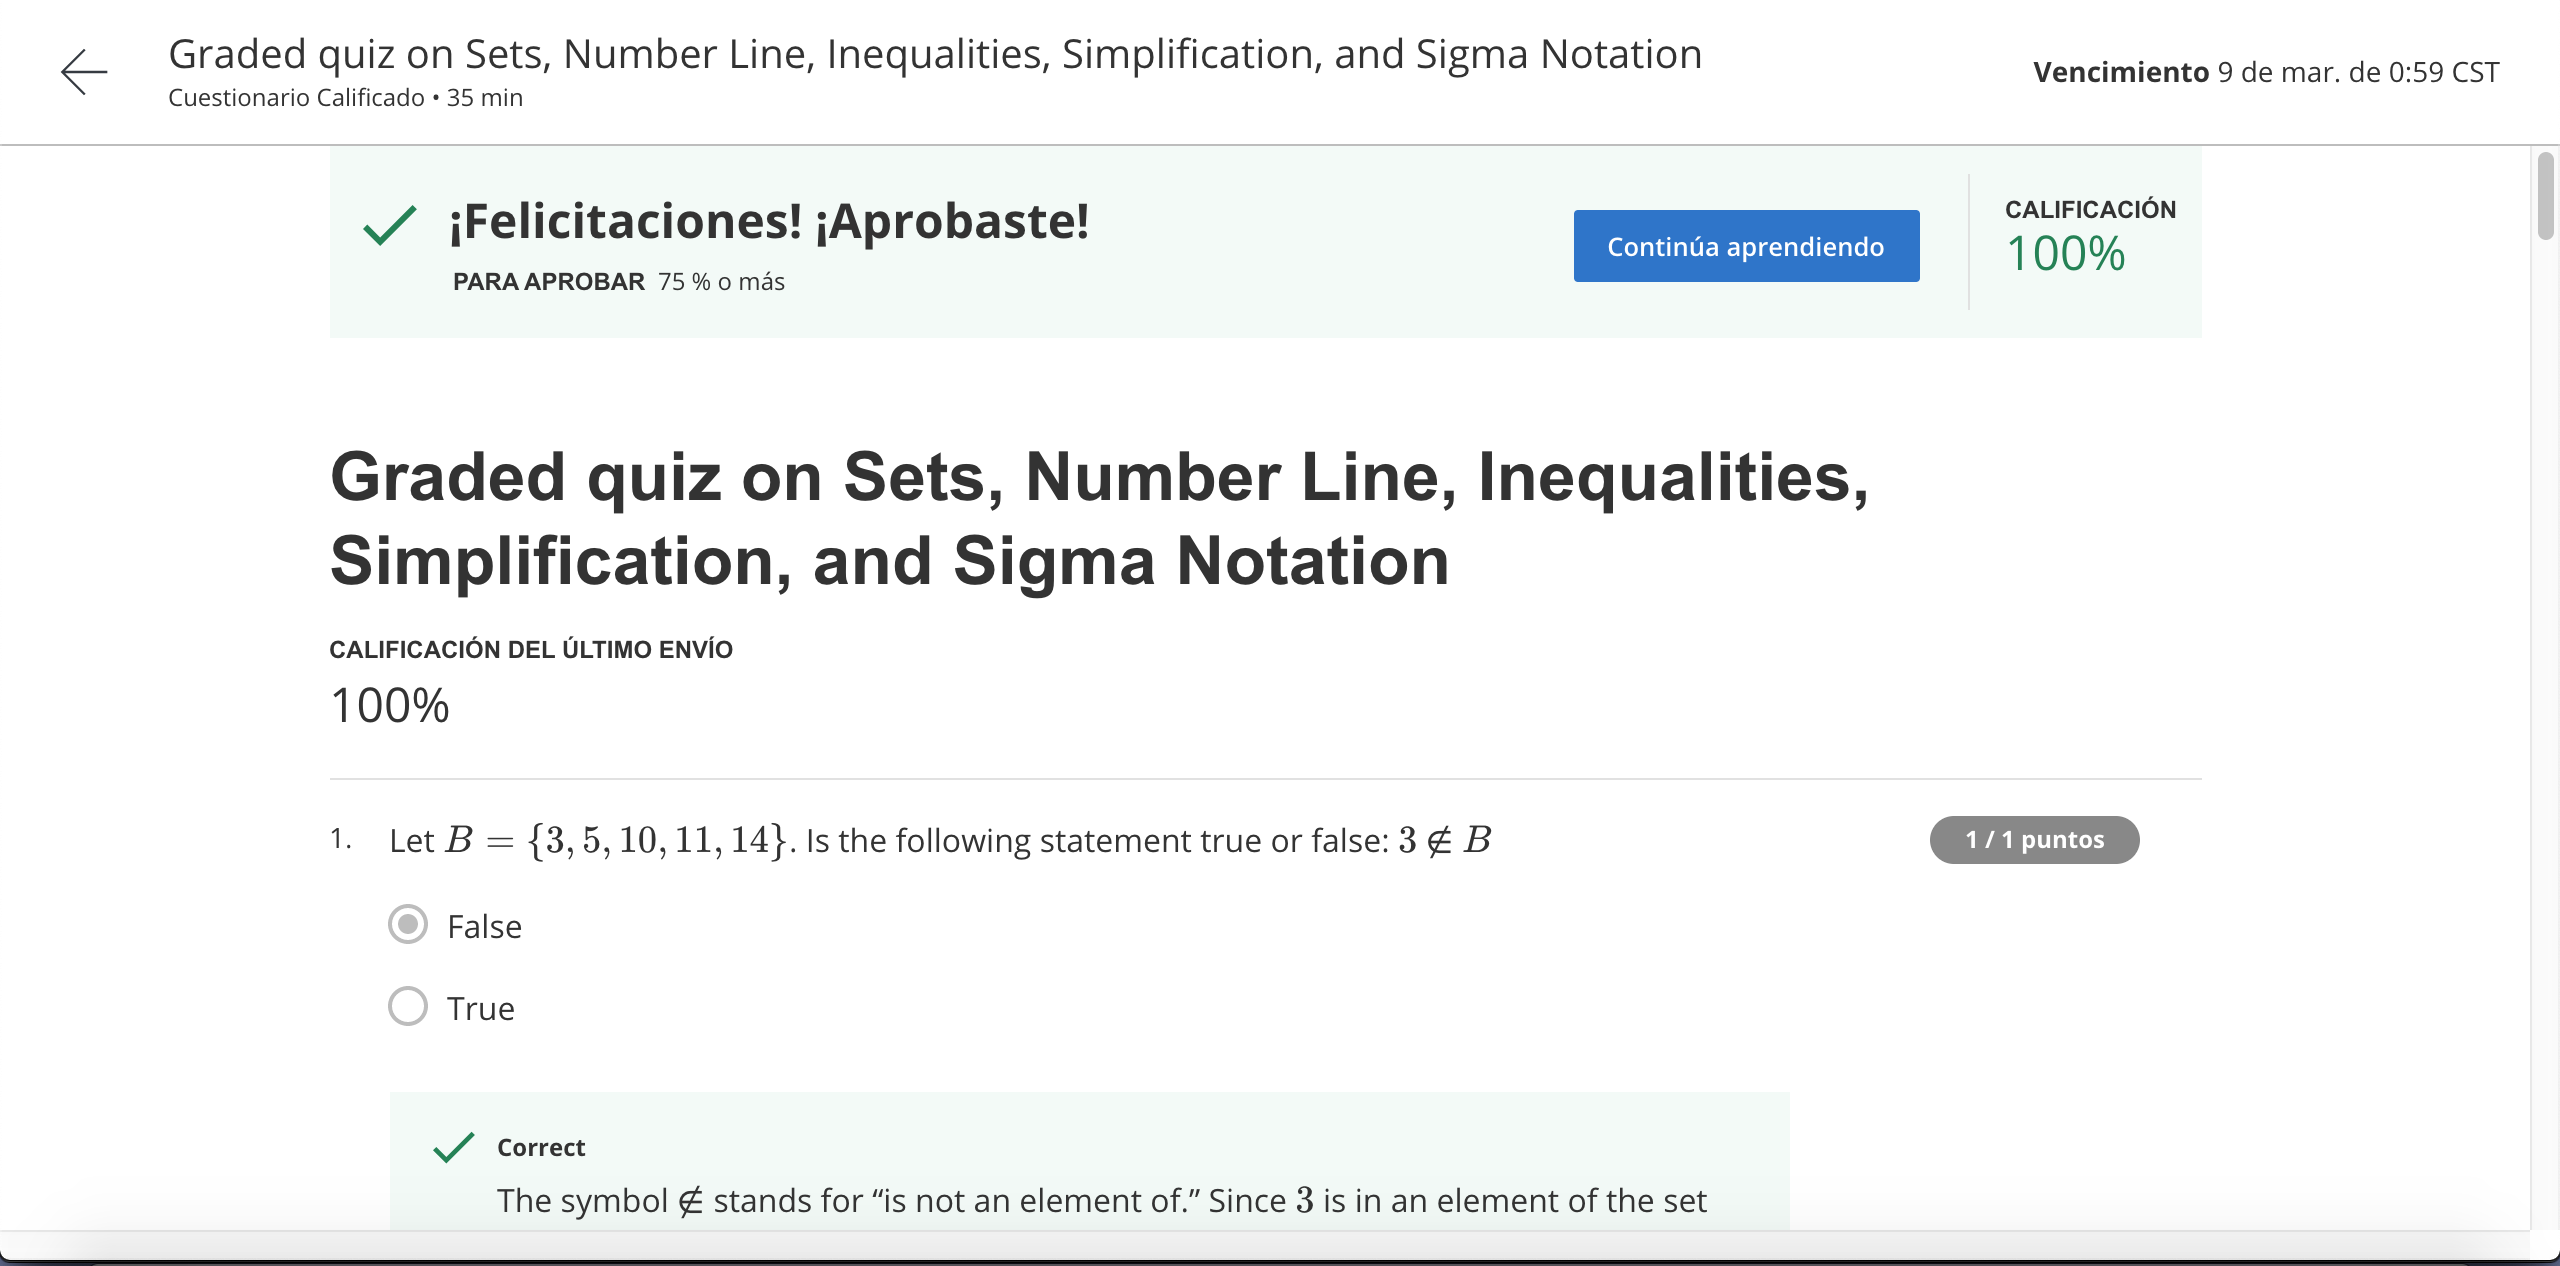 Graded quiz on Sets, Number Line, Inequalities, Simplification, and Sigma Notation
Cuestionario Calificado • 35 min
Vencimiento 9 de mar. de 0:59 CST
¡Felicitaciones! ¡Aprobaste!
PARA APROBAR 75 % o más
Continúa aprendiendo
CALIFICACIÓN
100%
Graded quiz on Sets, Number Line, Inequalities,
Simplification, and Sigma Notation
CALIFICACIÓN DEL ÚLTIMO ENVÍO
100%
1. Let B = {3, 5, 10, 11, 14}. Is the following statement true or false: 3 ∉ B
1 / 1 puntos
False
True
Correct
The symbol ∉ stands for “is not an element of.” Since 3 is in an element of the set